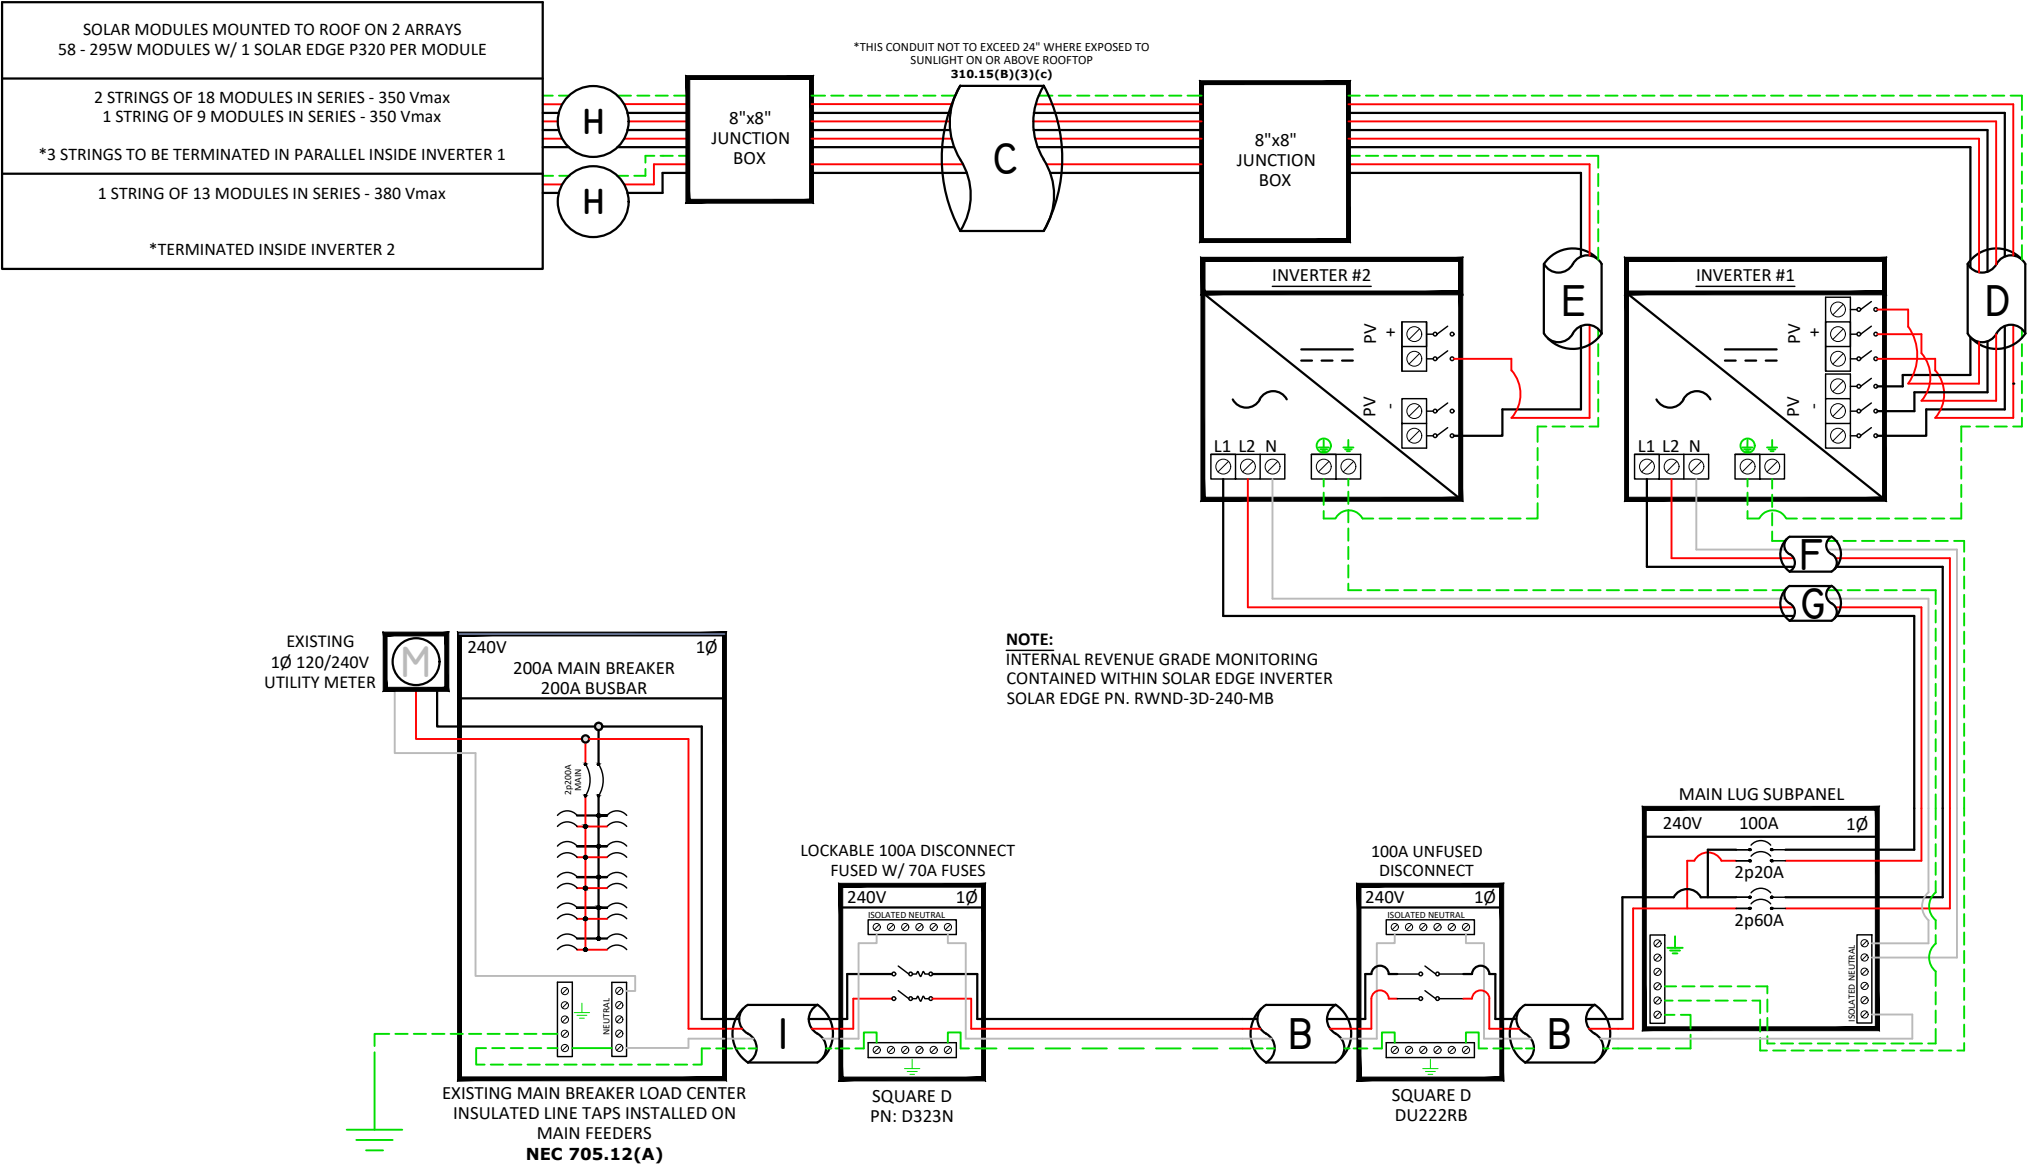 SOLAR MODULES MOUNTED TO ROOF ON 2 ARRAYS
58 - 295W MODULES W/ 1 SOLAR EDGE P320 PER MODULE
2 STRINGS OF 18 MODULES IN SERIES - 350 Vmax
1 STRING OF 9 MODULES IN SERIES - 350 Vmax
*3 STRINGS TO BE TERMINATED IN PARALLEL INSIDE INVERTER 1
1 STRING OF 13 MODULES IN SERIES - 380 Vmax
*TERMINATED INSIDE INVERTER 2
H
H
8"x8"
JUNCTION
BOX
*THIS CONDUIT NOT TO EXCEED 24" WHERE EXPOSED TO
SUNLIGHT ON OR ABOVE ROOFTOP
310.15(B)(3)(c)
C
8"x8"
JUNCTION
BOX
INVERTER #2
PV +
PV -
L1 L2 N
E
INVERTER #1
PV +
PV -
L1 L2 N
D
F
G
NOTE:
INTERNAL REVENUE GRADE MONITORING
CONTAINED WITHIN SOLAR EDGE INVERTER
SOLAR EDGE PN. RWND-3D-240-MB
EXISTING
1Ø 120/240V
UTILITY METER
M
240V 1Ø
200A MAIN BREAKER
200A BUSBAR
2p200A
MAIN
NEUTRAL
EXISTING MAIN BREAKER LOAD CENTER
INSULATED LINE TAPS INSTALLED ON
MAIN FEEDERS
NEC 705.12(A)
I
LOCKABLE 100A DISCONNECT
FUSED W/ 70A FUSES
240V 1Ø
ISOLATED NEUTRAL
SQUARE D
PN: D323N
B
100A UNFUSED
DISCONNECT
240V 1Ø
ISOLATED NEUTRAL
SQUARE D
DU222RB
B
MAIN LUG SUBPANEL
240V 100A 1Ø
2p20A
2p60A
ISOLATED NEUTRAL